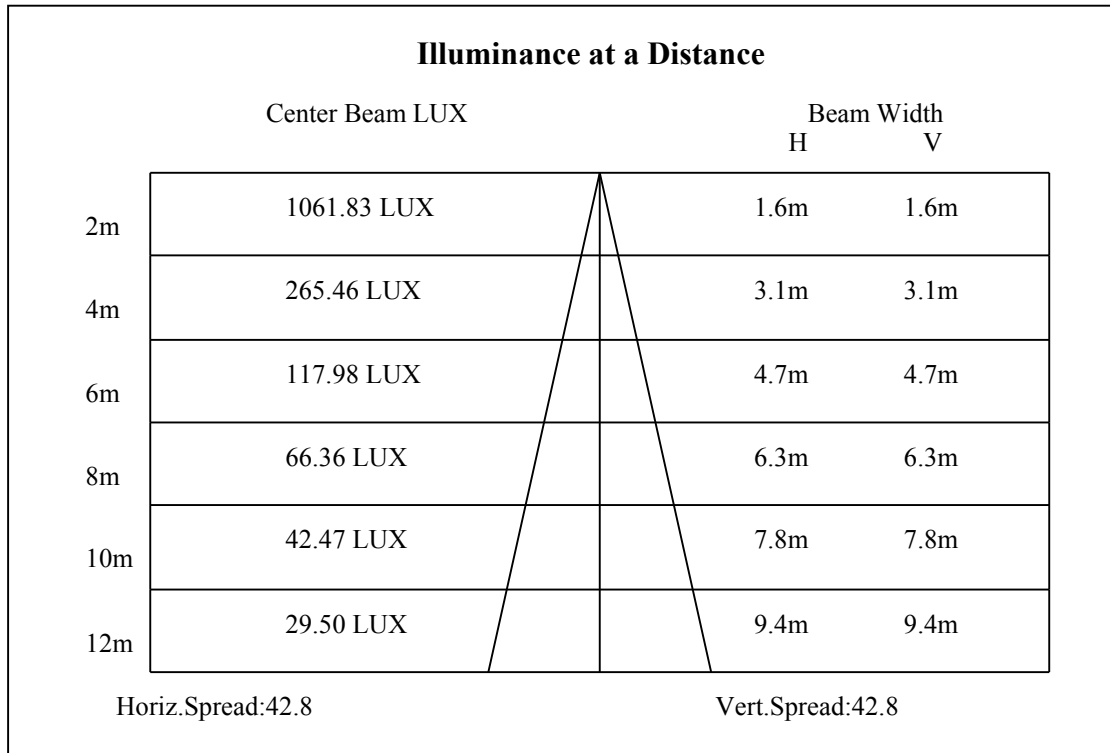 Illuminance at a Distance
Center Beam LUX Beam Width
H V
2m 1061.83 LUX 1.6m 1.6m
4m 265.46 LUX 3.1m 3.1m
6m 117.98 LUX 4.7m 4.7m
8m 66.36 LUX 6.3m 6.3m
10m 42.47 LUX 7.8m 7.8m
12m 29.50 LUX 9.4m 9.4m
Horiz.Spread:42.8 Vert.Spread:42.8